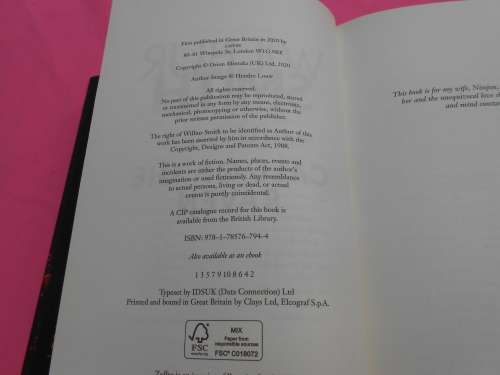 First published in Great Britain in 2020 by
80–81 Wimpole St, London W1G 9RE
Copyright © Orion Mintaka (UK) Ltd, 2020
Author Image © Hendre Louw
All rights reserved.
No part of this publication may be reproduced, stored
or transmitted in any form by any means, electronic,
mechanical, photocopying or otherwise, without the
prior written permission of the publisher.
The right of Wilbur Smith to be identified as Author of this
work has been asserted by him in accordance with the
Copyright, Designs and Patents Act, 1988.
This is a work of fiction. Names, places, events and
incidents are either the products of the author's
imagination or used fictitiously. Any resemblance
to actual persons, living or dead, or actual
events is purely coincidental.
A CIP catalogue record for this book is
available from the British Library.
ISBN: 978-1-78576-794-4
Also available as an ebook
1 3 5 7 9 10 8 6 4 2
Typeset by IDSUK (Data Connection) Ltd
Printed and bound in Great Britain by Clays Ltd, Elcograf S.p.A.
FSC
www.fsc.org
MIX
Paper from
responsible sources
FSC® C018072
This book is for my wife,
her and the
and mind